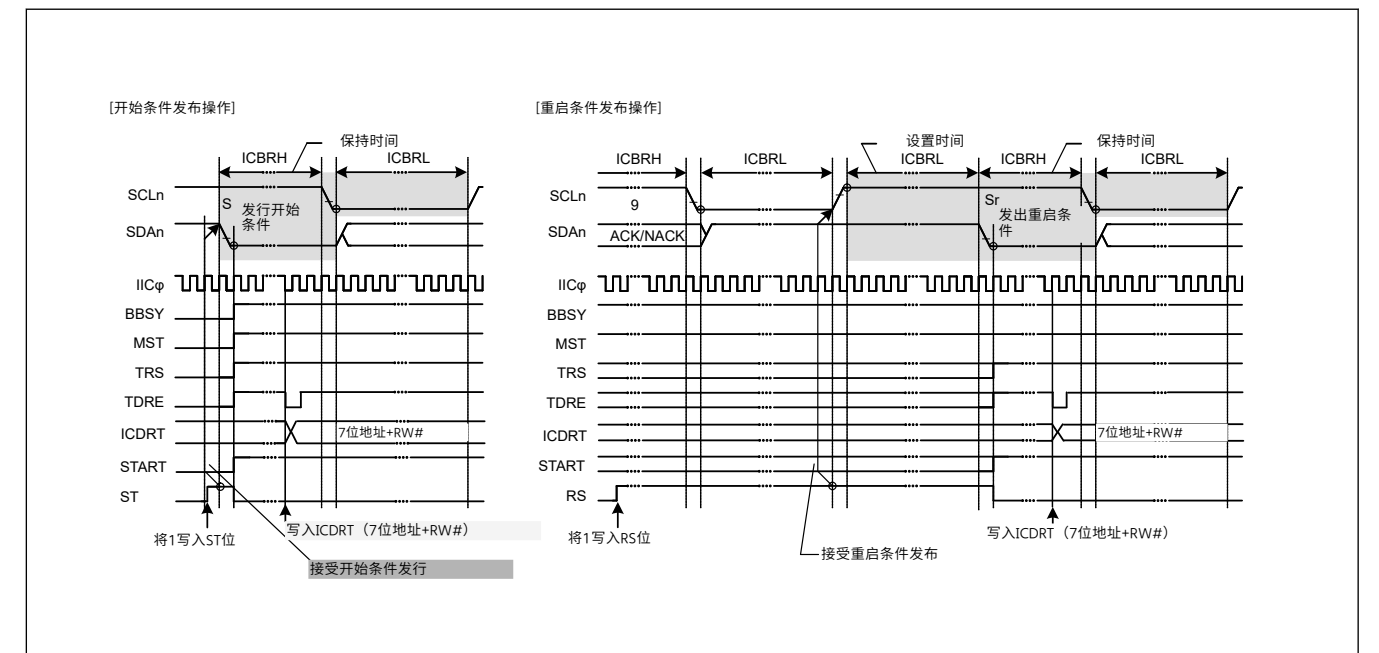 [开始条件发布操作]
保持时间
ICBRH
ICBRL
SCLn
S
发行开始
条件
SDAn
IICφ
BBSY
MST
TRS
TDRE
ICDRT
7位地址+RW#
START
ST
将1写入ST位
写入ICDRT（7位地址+RW#）
接受开始条件发行
[重启条件发布操作]
设置时间
保持时间
ICBRH
ICBRL
ICBRL
ICBRH
ICBRL
SCLn
9
Sr
发出重启条
件
SDAn
ACK/NACK
IICφ
BBSY
MST
TRS
TDRE
ICDRT
7位地址+RW#
START
RS
将1写入RS位
写入ICDRT（7位地址+RW#）
接受重启条件发布